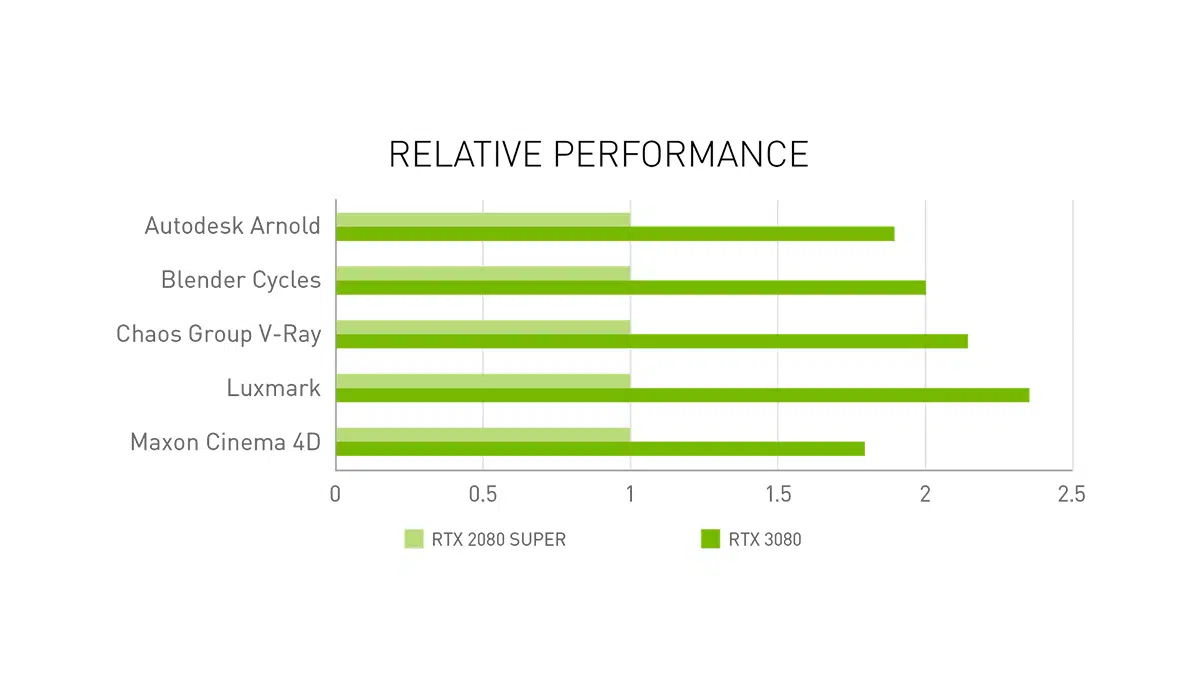 RELATIVE PERFORMANCE
Autodesk Arnold
Blender Cycles
Chaos Group V-Ray
Luxmark
Maxon Cinema 4D
0 0.5 1 1.5 2 2.5
RTX 2080 SUPER RTX 3080